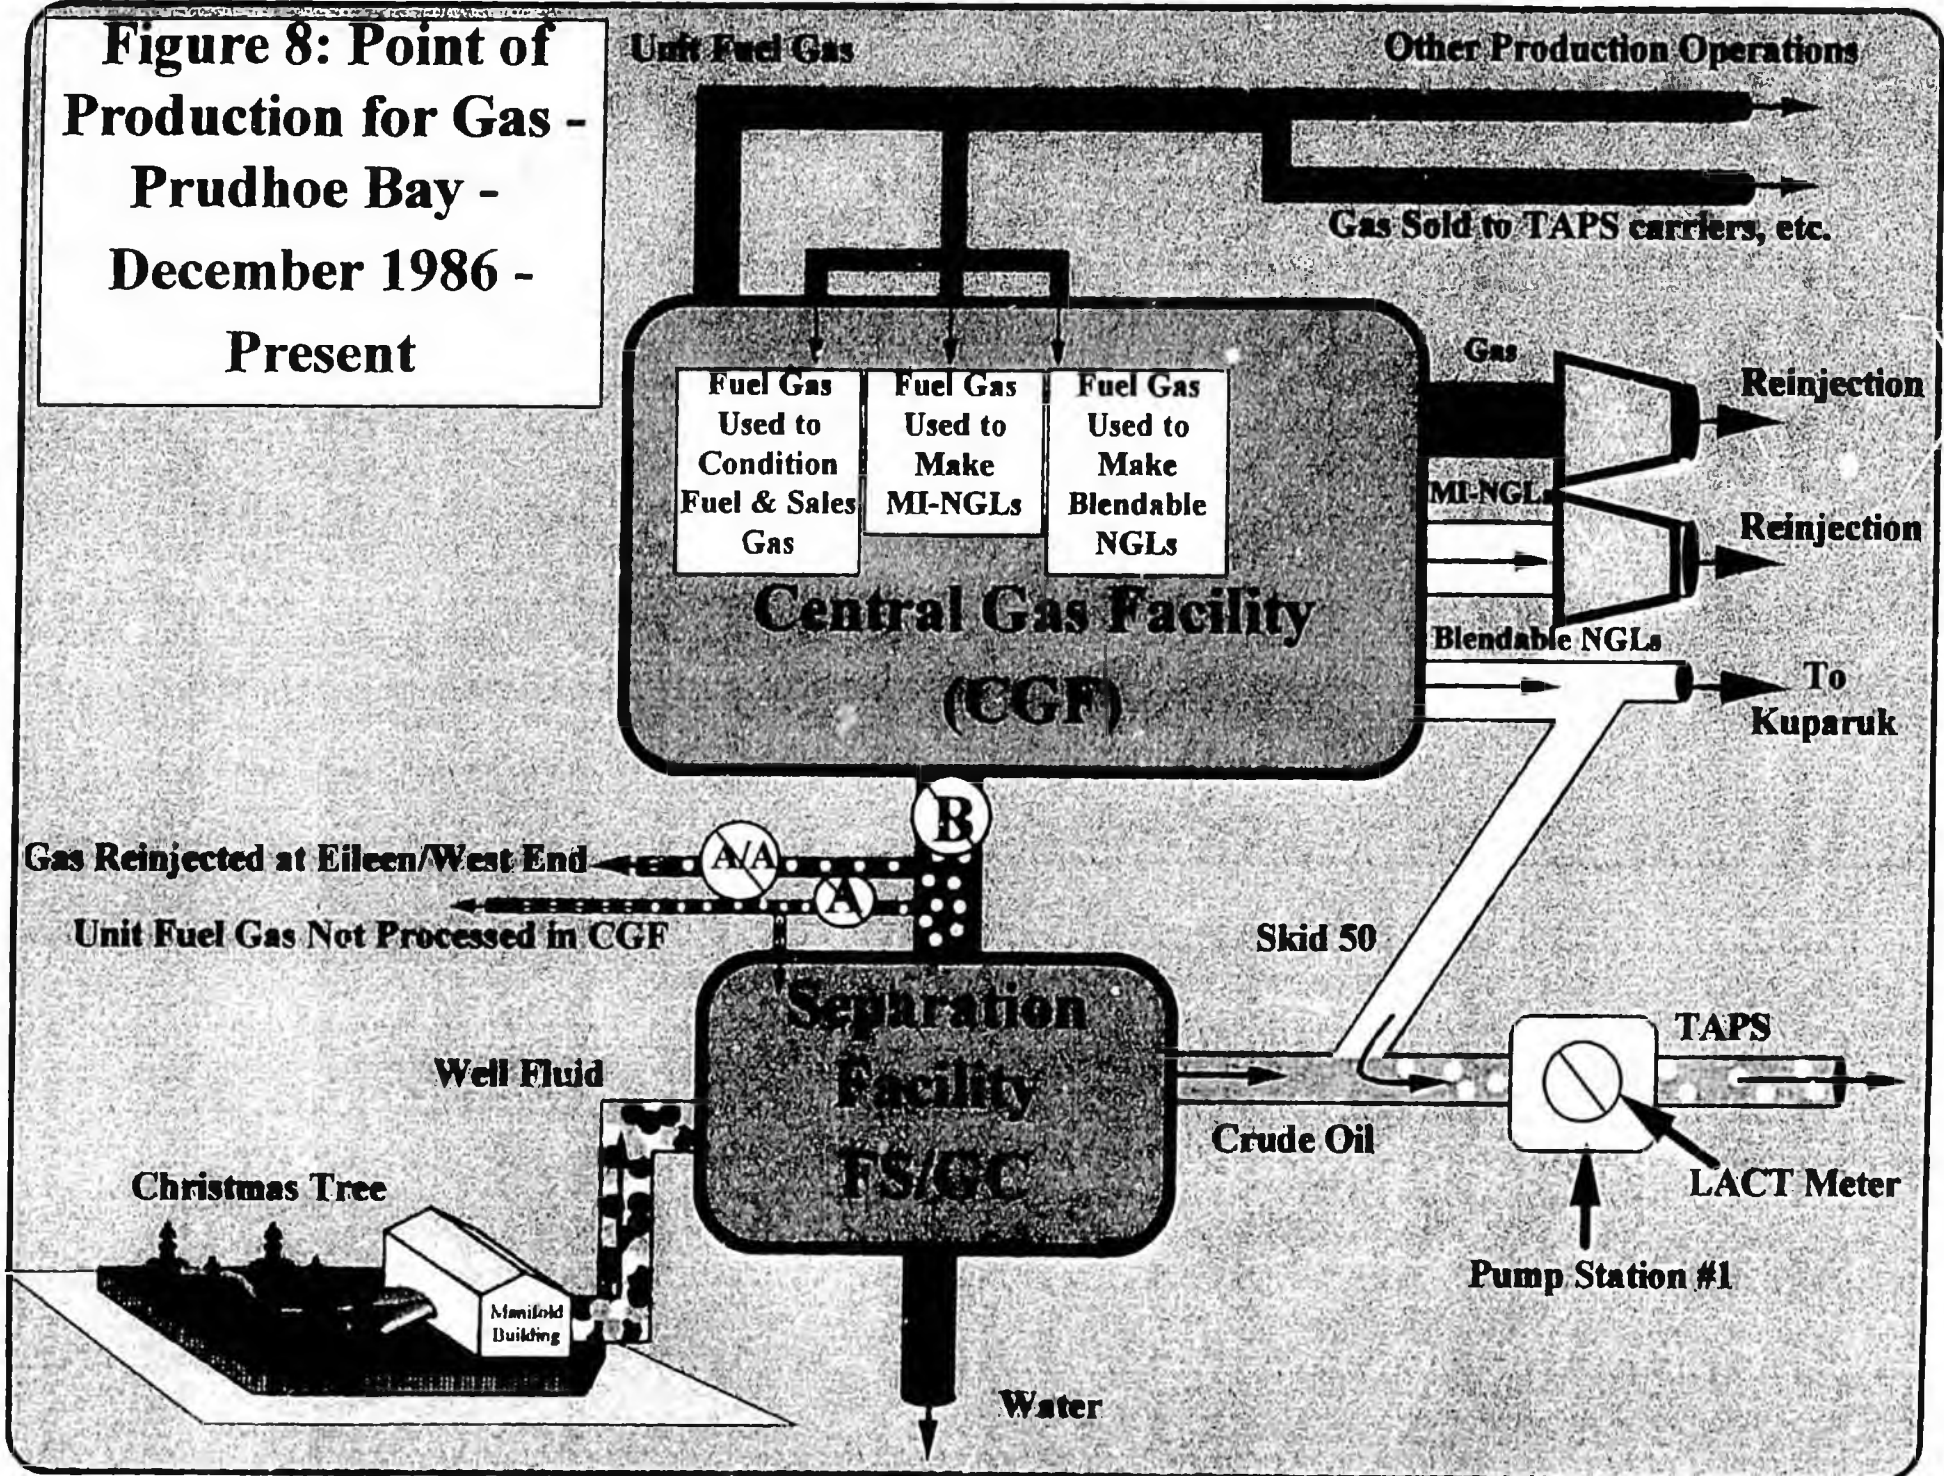 Figure 8: Point of
Production for Gas -
Prudhoe Bay -
December 1986 -
Present
Unit Fuel Gas
Other Production Operations
Gas Sold to TAPS carriers, etc.
Fuel Gas
Used to
Condition
Fuel & Sales
Gas
Fuel Gas
Used to
Make
MI-NGLs
Fuel Gas
Used to
Make
Blendable
NGLs
Central Gas Facility
(CGF)
Gas
Reinjection
MI-NGLs
Reinjection
Blendable NGLs
To
Kuparuk
B
Gas Reinjected at Eileen/West End
A/A
A
Unit Fuel Gas Not Processed in CGF
Skid 50
Separation
Facility
FS/GC
Well Fluid
TAPS
Crude Oil
LACT Meter
Pump Station #1
Christmas Tree
Manifold
Building
Water